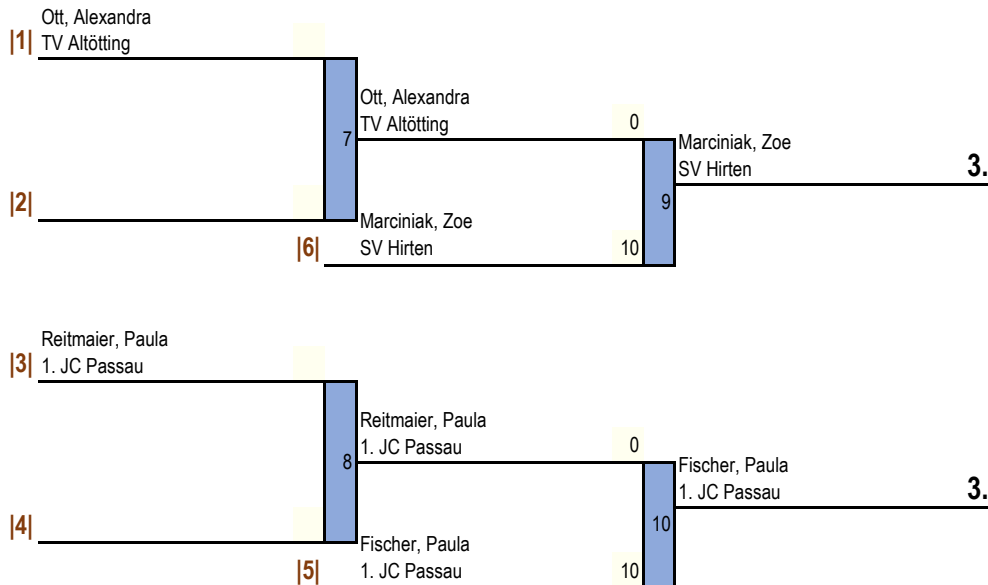 Ott, Alexandra
|1| TV Altötting
Ott, Alexandra
TV Altötting 0
7
Marciniak, Zoe
SV Hirten 3.
9
|2|
Marciniak, Zoe
|6| SV Hirten 10
Reitmaier, Paula
|3| 1. JC Passau
Reitmaier, Paula
1. JC Passau 0
8
Fischer, Paula
1. JC Passau 3.
10
|4|
Fischer, Paula
|5| 1. JC Passau 10